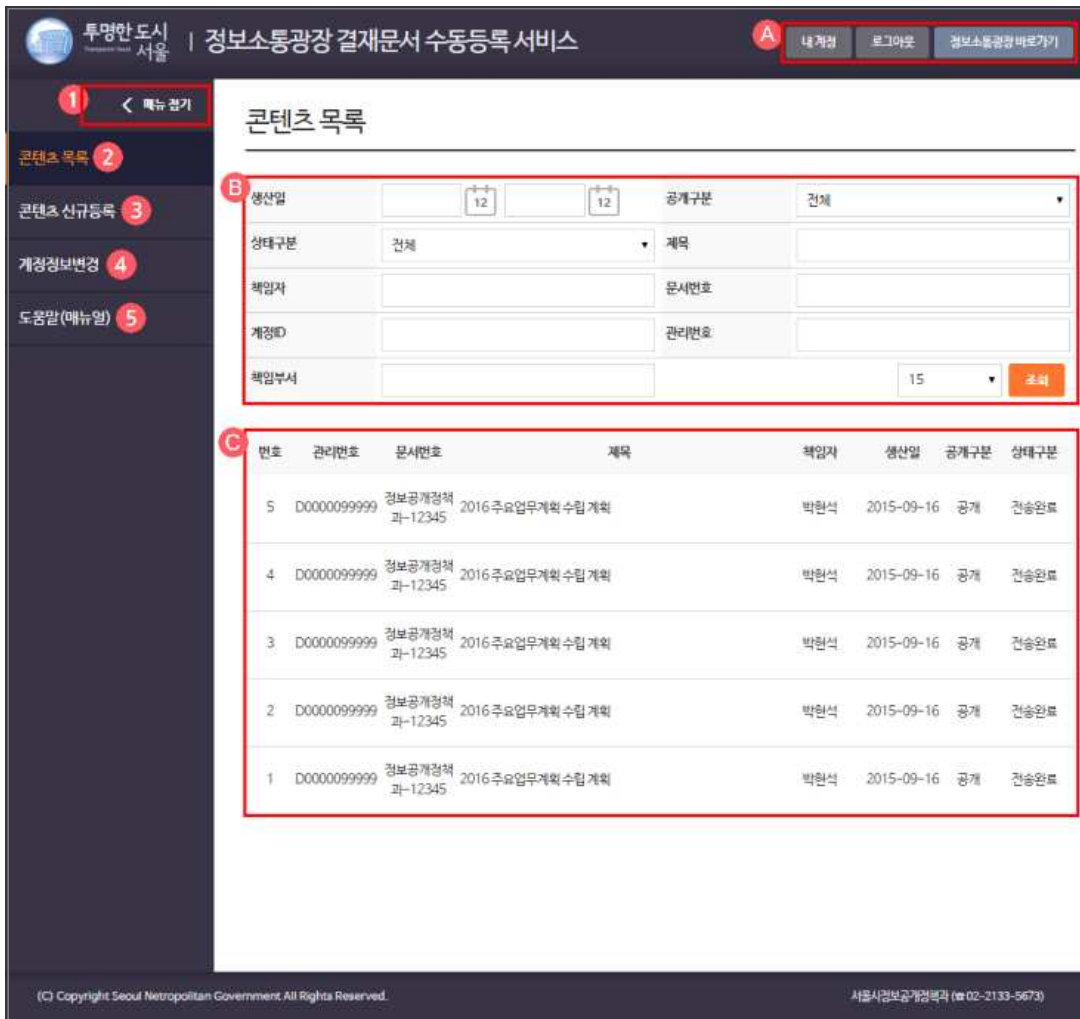 투명한 도시
서울
정보소통광장 결재문서 수동등록 서비스
A
내 계정 로그아웃 정보소통광장 바로가기
1 메뉴 접기
콘텐츠 목록 2
콘텐츠 신규등록 3
계정정보변경 4
도움말(매뉴얼) 5
콘텐츠 목록
B
생산일 12 12 공개구분 전체
상태구분 전체 제목
책임자 문서번호
계정ID 관리번호
책임부서 15 조회
C
번호 관리번호 문서번호 제목 책임자 생산일 공개구분 상태구분
5 D0000099999 정보공개정책과-12345 2016 주요업무계획 수립 계획 박현석 2015-09-16 공개 전송완료
4 D0000099999 정보공개정책과-12345 2016 주요업무계획 수립 계획 박현석 2015-09-16 공개 전송완료
3 D0000099999 정보공개정책과-12345 2016 주요업무계획 수립 계획 박현석 2015-09-16 공개 전송완료
2 D0000099999 정보공개정책과-12345 2016 주요업무계획 수립 계획 박현석 2015-09-16 공개 전송완료
1 D0000099999 정보공개정책과-12345 2016 주요업무계획 수립 계획 박현석 2015-09-16 공개 전송완료
(C) Copyright Seoul Netropolitan Government All Rights Reserved.
서울시정보공개정책과 (☎ 02-2133-5673)